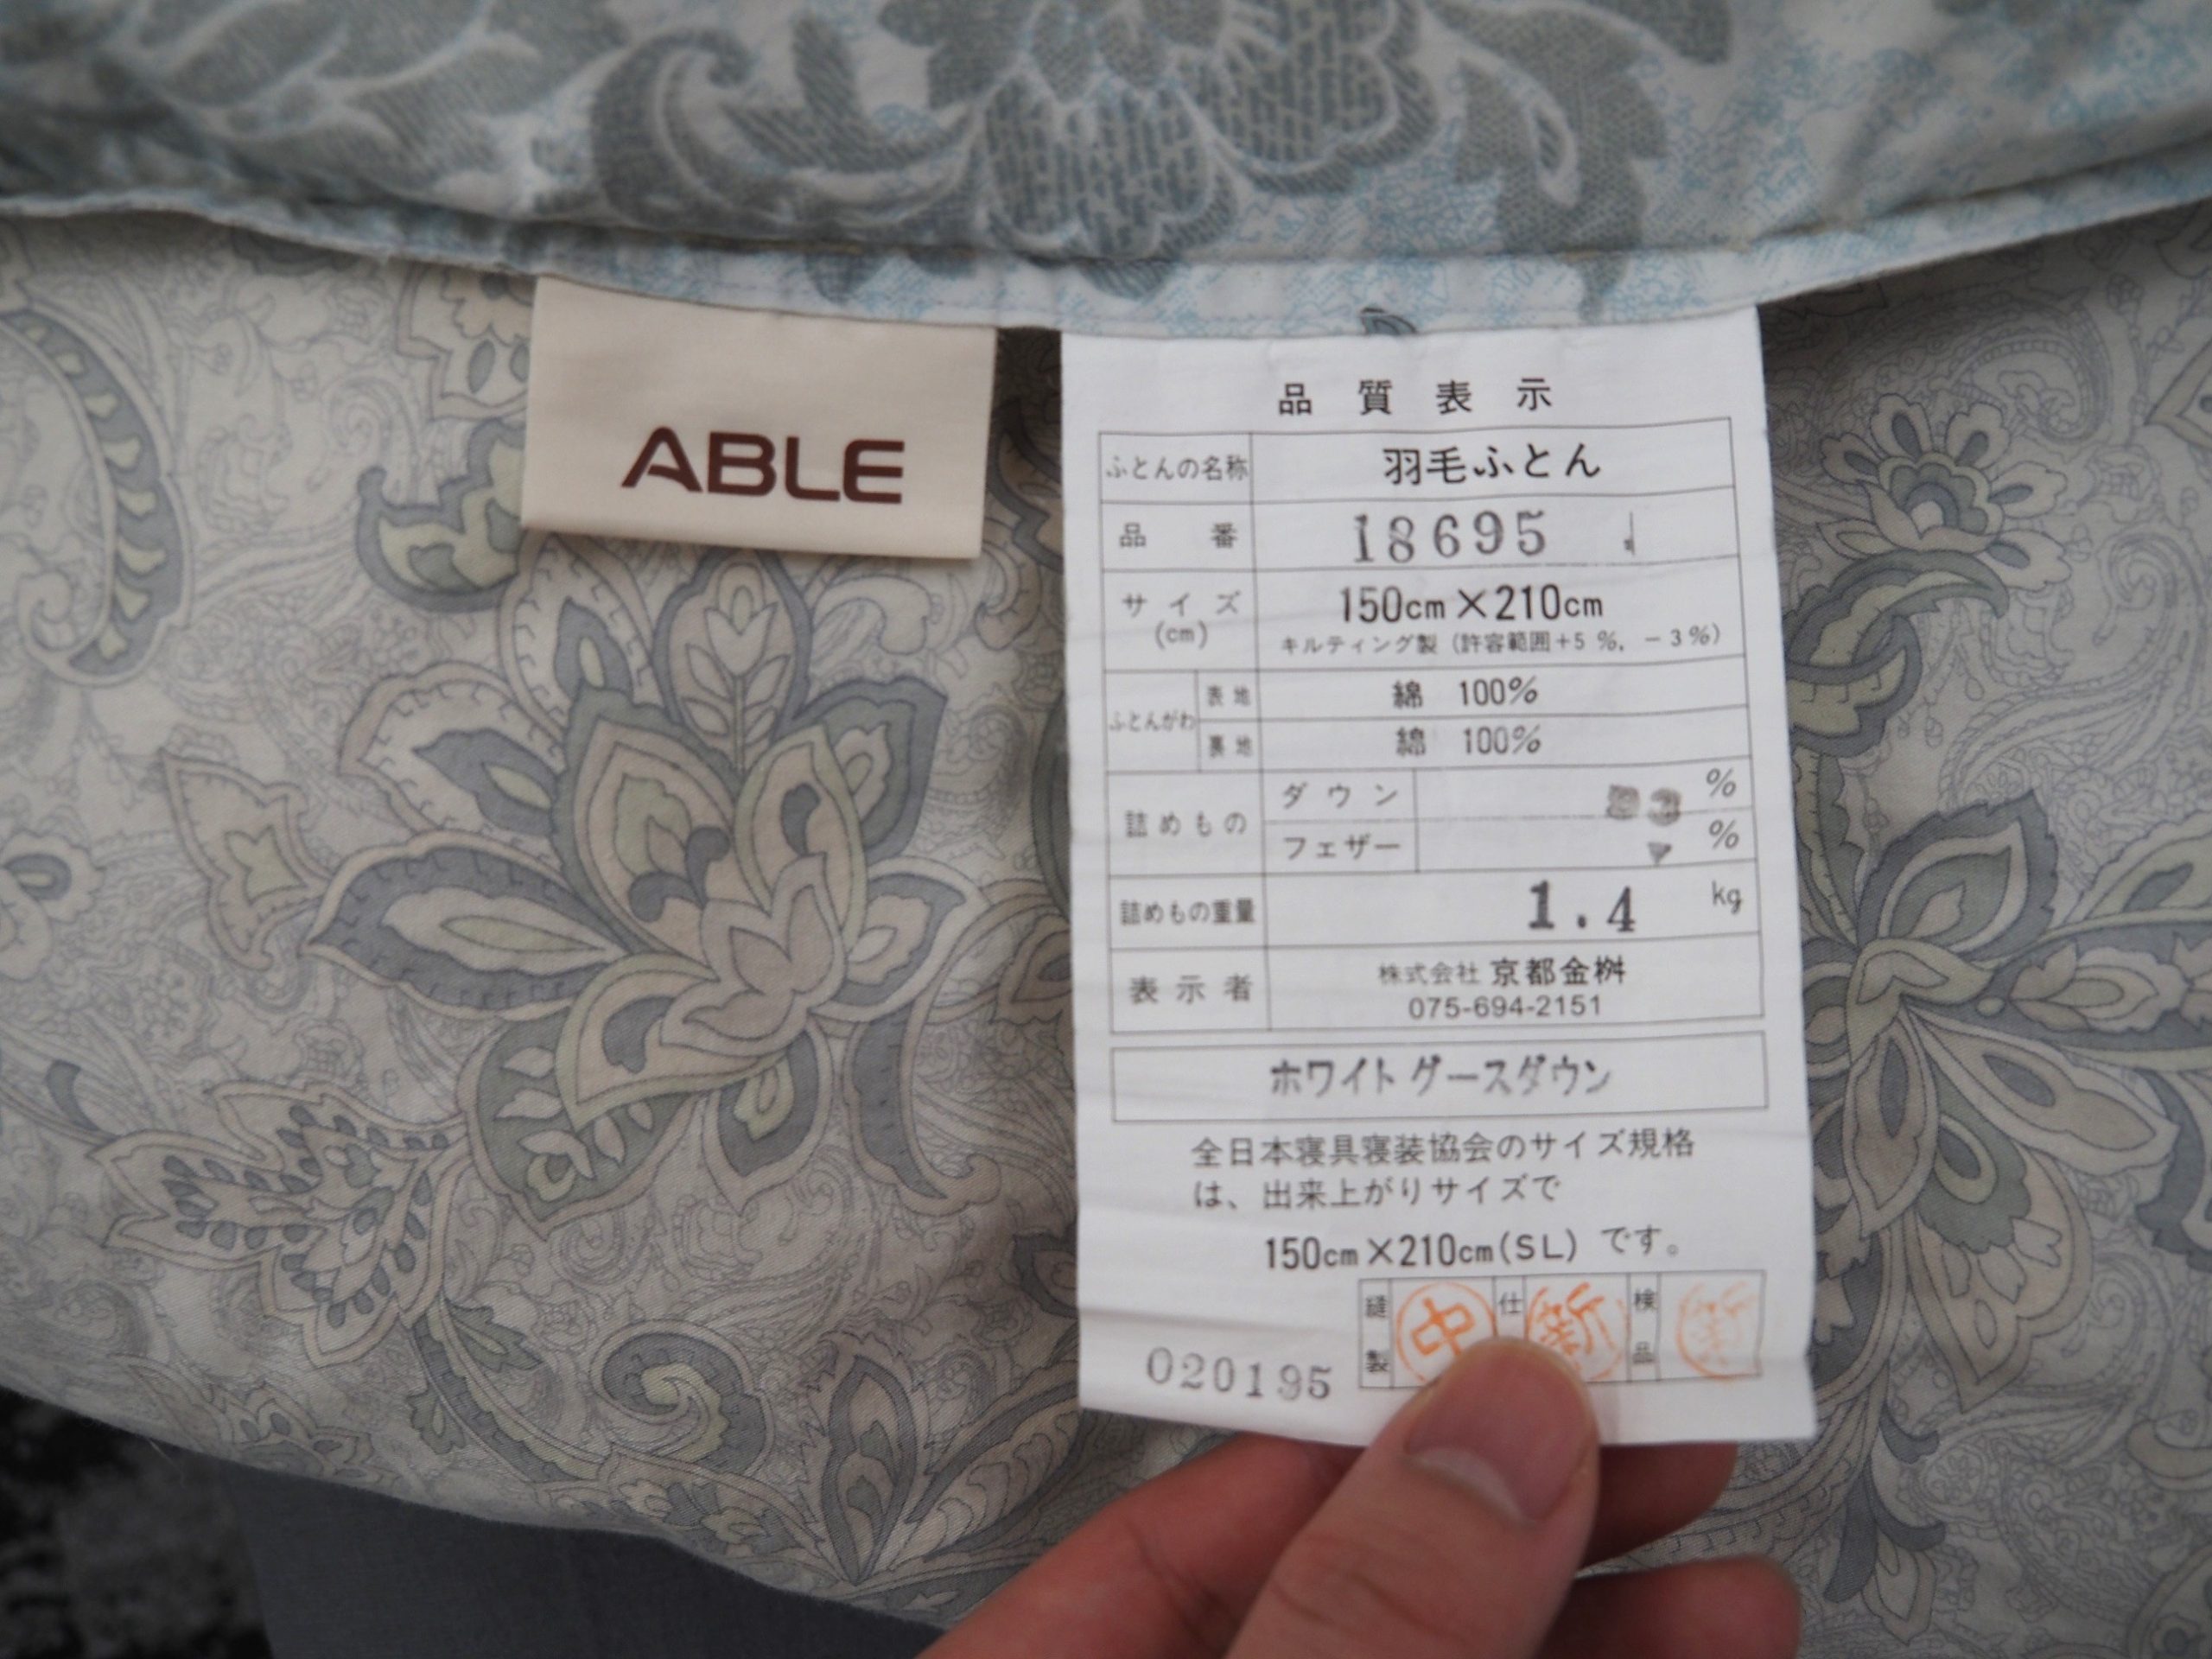 ABLE
品質表示
ふとんの名称 羽毛ふとん
品番 18695
サイズ(cm) 150cm×210cm
キルティング製 (許容範囲+5%, -3%)
ふとんがわ 表地 綿 100%
裏地 綿 100%
詰めもの ダウン 93%
フェザー 7%
詰めもの重量 1.4kg
表示者 株式会社 京都金桝
075-694-2151
ホワイトグースダウン
全日本寝具寝装協会のサイズ規格
は、出来上がりサイズで
150cm×210cm(SL)です。
縫製 中 仕 新 検品 新
020195